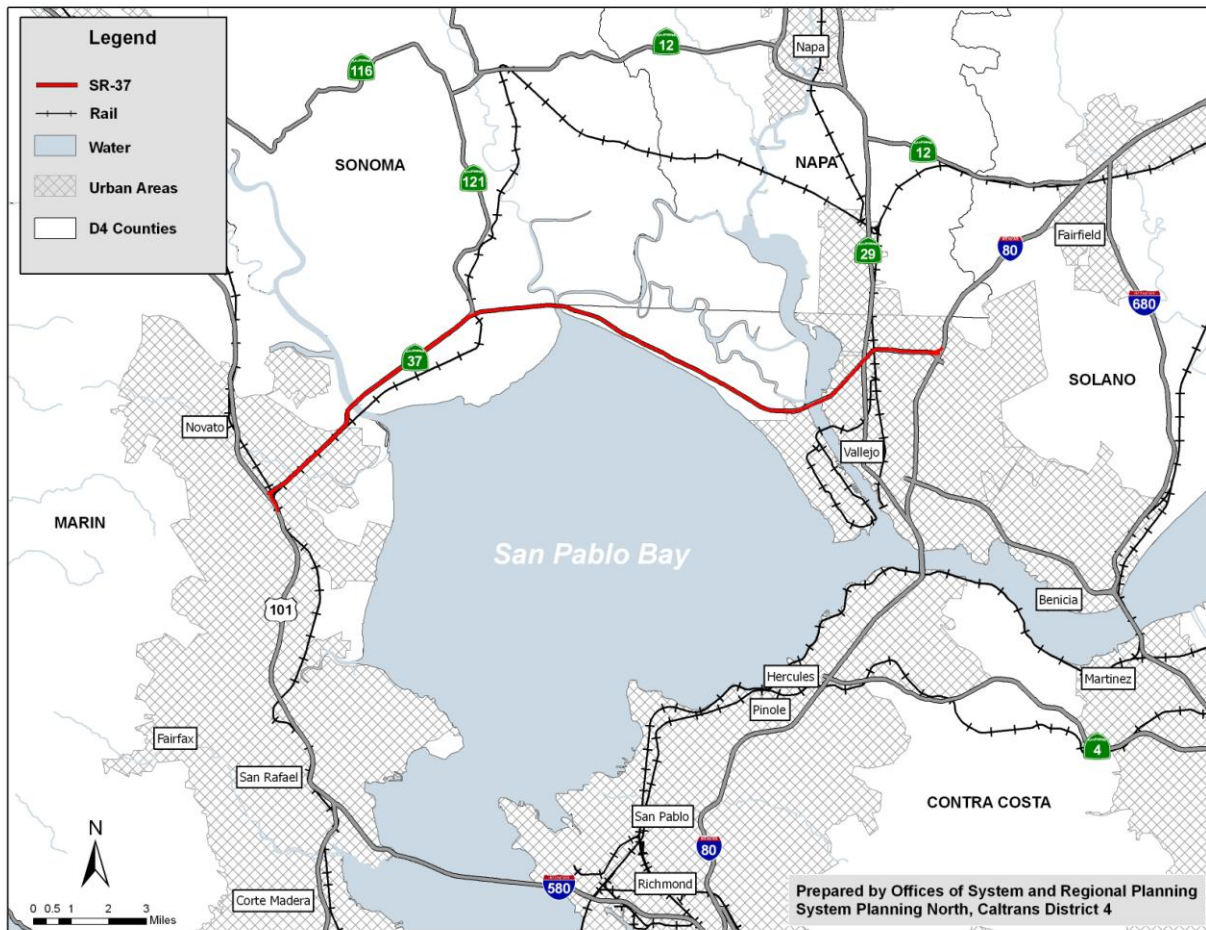 Legend
SR-37
Rail
Water
Urban Areas
D4 Counties
116
12
Napa
SONOMA
121
NAPA
12
29
80
Fairfield
680
37
SOLANO
Novato
Vallejo
MARIN
San Pablo Bay
101
Benicia
Hercules
Martinez
Pinole
Fairfax
4
San Rafael
CONTRA COSTA
San Pablo
80
N
580
Richmond
Corte Madera
0 0.5 1 2 3
Miles
Prepared by Offices of System and Regional Planning
System Planning North, Caltrans District 4